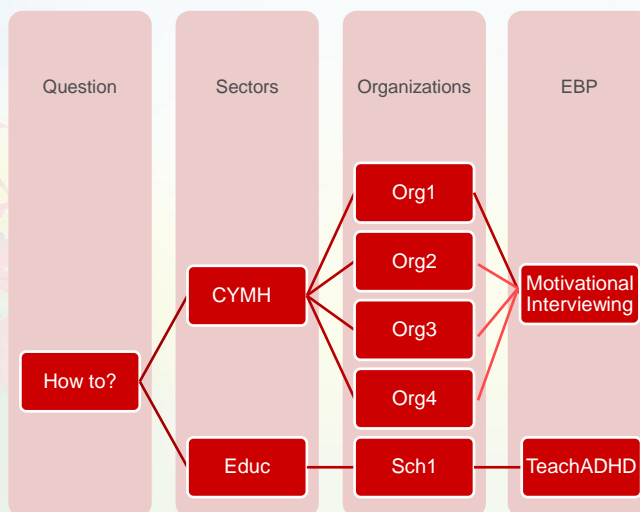 Question
Sectors
Organizations
EBP
Org1
Org2
Motivational
Interviewing
CYMH
Org3
How to?
Org4
Educ
Sch1
TeachADHD